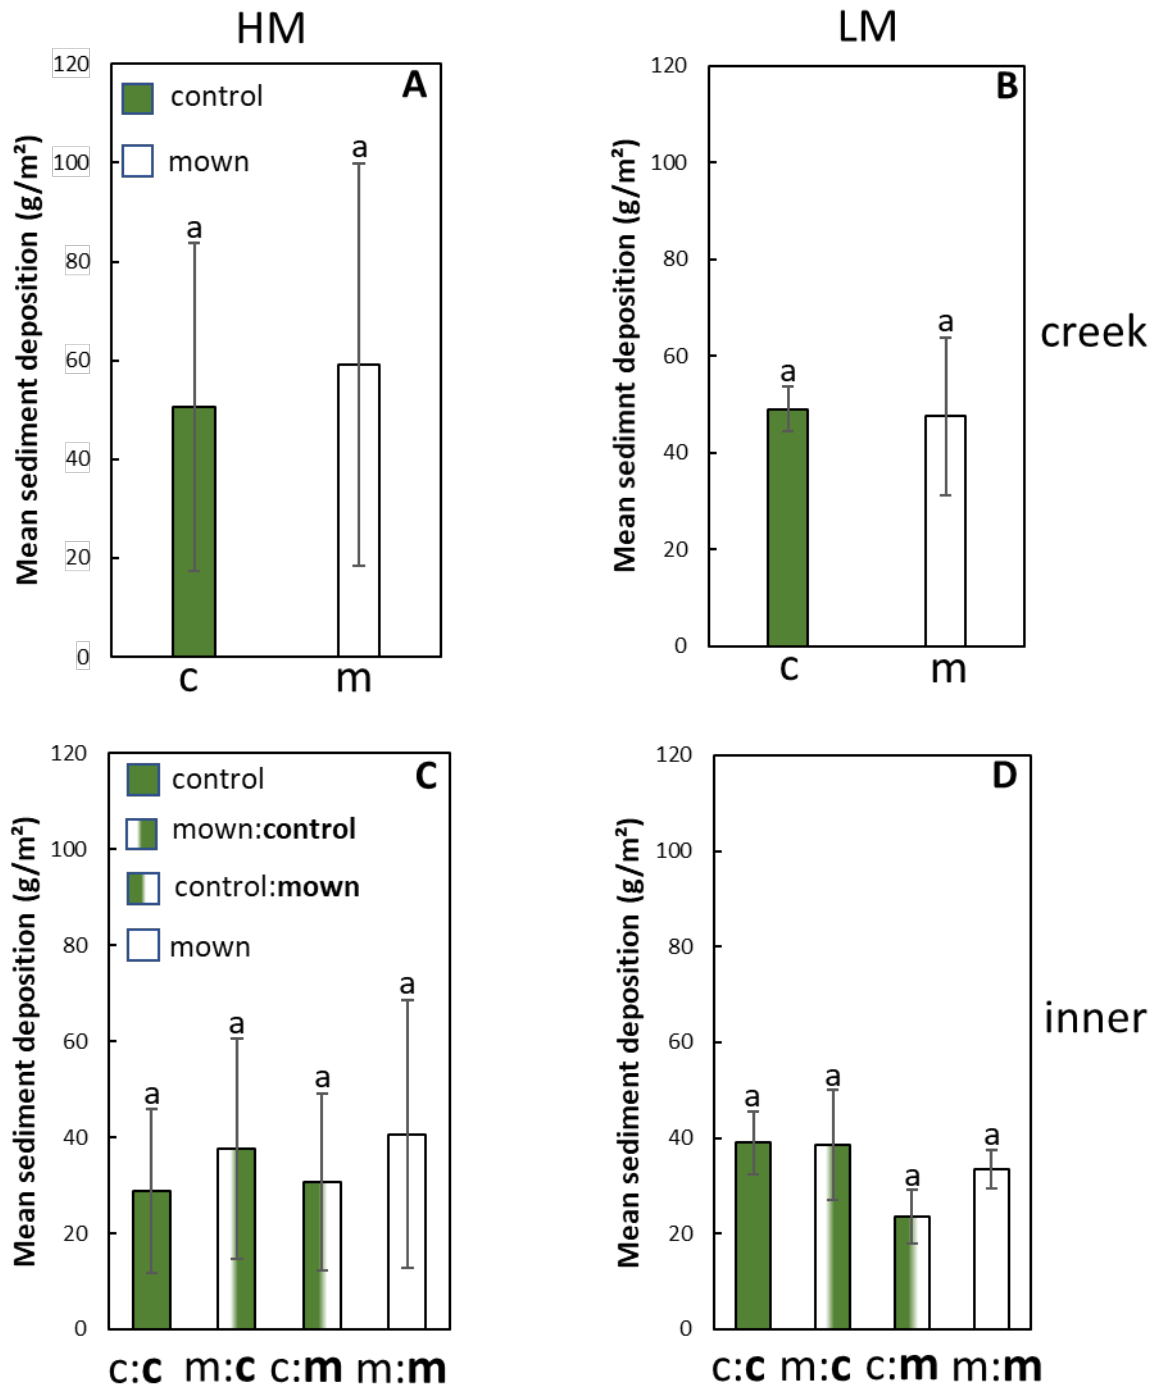 HM
LM
Mean sediment deposition (g/m²)
120
100
80
60
40
20
0
control
mown
A
a
a
c
m
Mean sedimnt deposition (g/m²)
120
100
80
60
40
20
0
B
a
a
c
m
creek
Mean sediment deposition (g/m²)
120
100
80
60
40
20
0
control
mown:control
control:mown
mown
C
a
a
a
a
c:c m:c c:m m:m
Mean sediment deposition (g/m²)
120
100
80
60
40
20
0
D
a
a
a
a
c:c m:c c:m m:m
inner